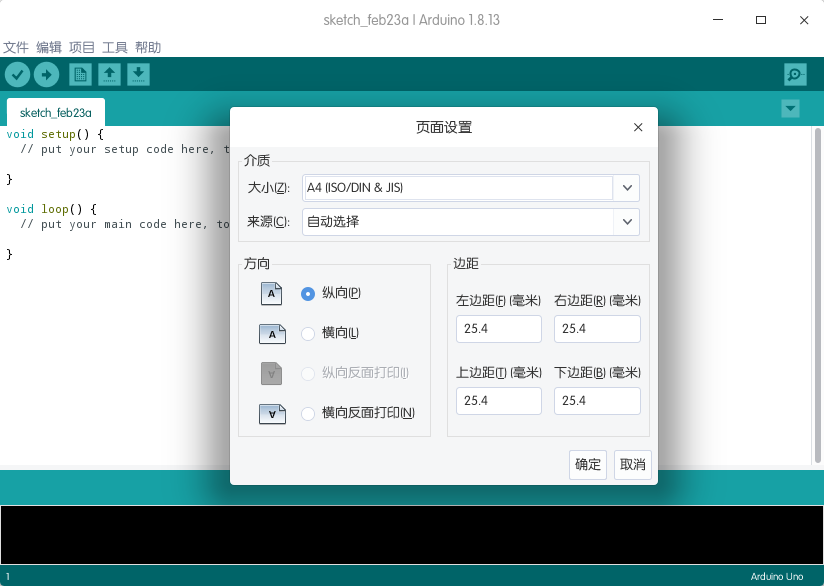 sketch_feb23a | Arduino 1.8.13
文件 编辑 项目 工具 帮助
sketch_feb23a
void setup() {
// put your setup code here, t
}
void loop() {
// put your main code here, to
}
页面设置
介质
大小(Z): A4 (ISO/DIN & JIS)
来源(C): 自动选择
方向
A 纵向(P)
A 横向(L)
A 纵向反面打印(I)
A 横向反面打印(N)
边距
左边距(F) (毫米) 右边距(R) (毫米)
25.4 25.4
上边距(T) (毫米) 下边距(B) (毫米)
25.4 25.4
确定 取消
1 Arduino Uno